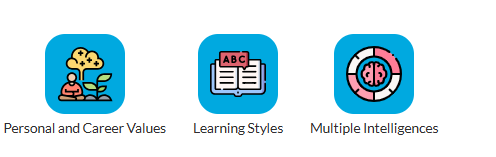 ABC
Personal and Career Values
Learning Styles
Multiple Intelligences